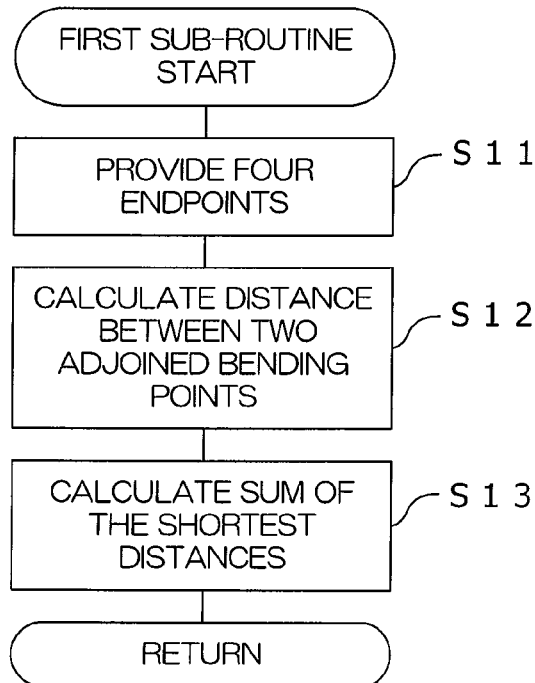 FIRST SUB-ROUTINE
START
PROVIDE FOUR
ENDPOINTS
S 1 1
CALCULATE DISTANCE
BETWEEN TWO
ADJOINED BENDING
POINTS
S 1 2
CALCULATE SUM OF
THE SHORTEST
DISTANCES
S 1 3
RETURN